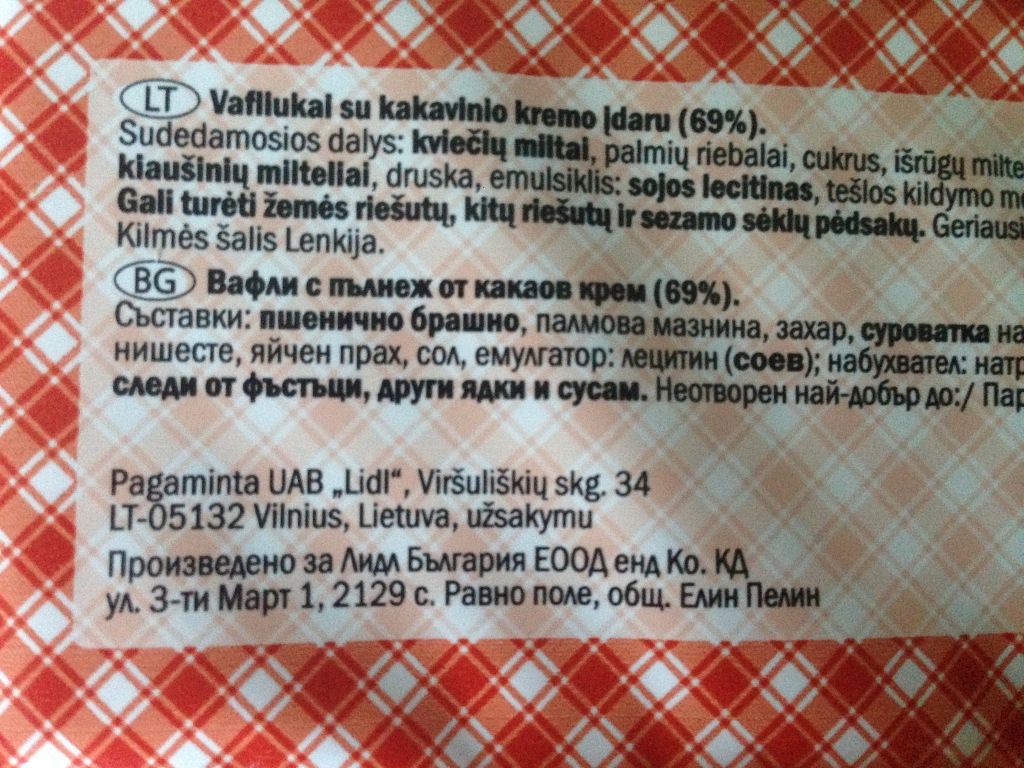 LT Vafliukai su kakavinio kremo įdaru (69%).
Sudedamosios dalys: kviečių miltai, palmių riebalai, cukrus, išrūgų milte
kiaušinių milteliai, druska, emulsiklis: sojos lecitinas, tešlos kildymo
Gali turėti žemės riešutų, kitų riešutų ir sezamo sėklų pėdsakų. Geriausi
Kilmės šalis Lenkija.
BG Вафли с пълнеж от какаов крем (69%).
Съставки: пшенично брашно, палмова мазнина, захар, суроватка на
нишесте, яйчен прах, сол, емулгатор: лецитин (соев); набухвател: натр
следи от фъстъци, други ядки и сусам. Неотворен най-добър до:/ Пар
Pagaminta UAB „Lidl“, Viršuliškių skg. 34
LT-05132 Vilnius, Lietuva, užsakymu
Произведено за Лидл България ЕООД енд Ко. КД
ул. 3-ти Март 1, 2129 с. Равно поле, общ. Елин Пелин